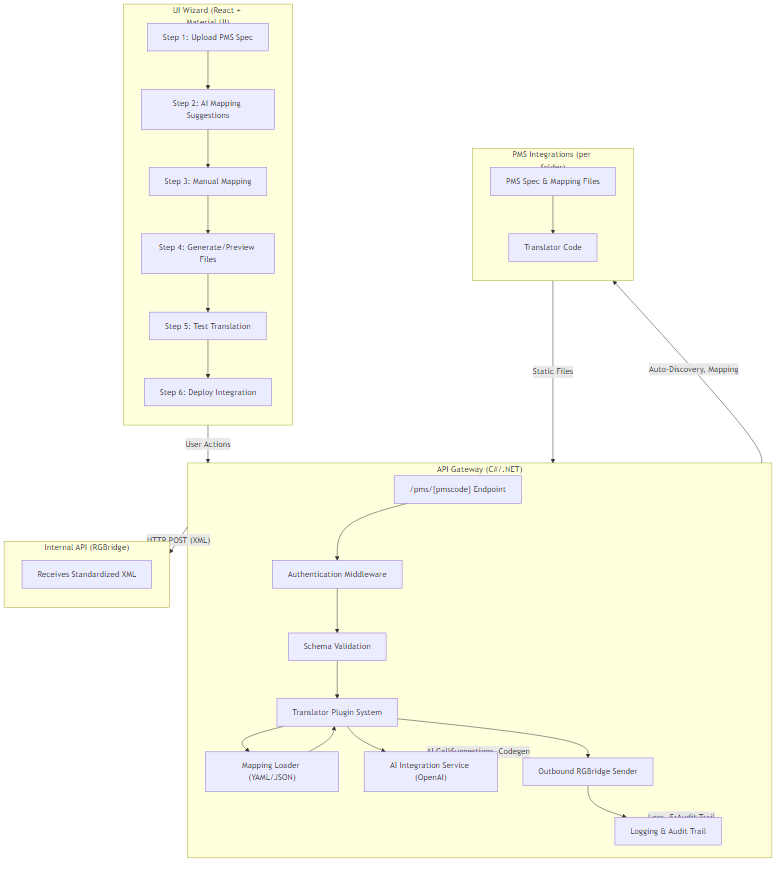 UI Wizard (React +
Material UI)
Step 1: Upload PMS Spec
Step 2: AI Mapping
Suggestions
Step 3: Manual Mapping
Step 4: Generate/Preview
Files
Step 5: Test Translation
Step 6: Deploy Integration
User Actions
PMS Integrations (per
folder)
PMS Spec & Mapping Files
Translator Code
Static Files
Auto-Discovery, Mapping
API Gateway (C#/.NET)
/pms/{pmscode} Endpoint
HTTP POST (XML)
Internal API (RGBridge)
Receives Standardized XML
Authentication Middleware
Schema Validation
Translator Plugin System
Mapping Loader
(YAML/JSON)
Suggestions, Codegen
AI Integration Service
(OpenAI)
Outbound RGBridge Sender
Audit Trail
Logging & Audit Trail